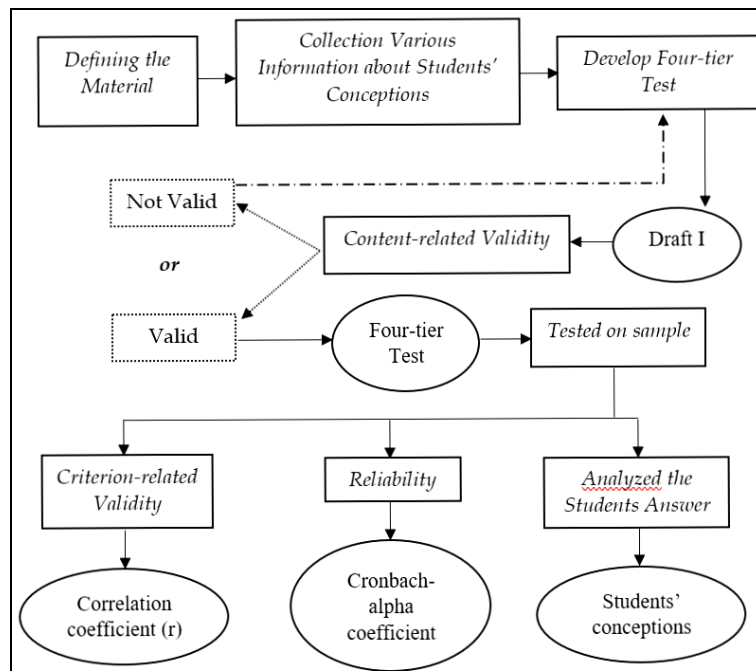 Defining the
Material
Collection Various
Information about Students'
Conceptions
Develop Four-tier
Test
Not Valid
or
Valid
Content-related Validity
Draft I
Four-tier
Test
Tested on sample
Criterion-related
Validity
Reliability
Analyzed the
Students Answer
Correlation
coefficient (r)
Cronbach-
alpha
coefficient
Students'
conceptions